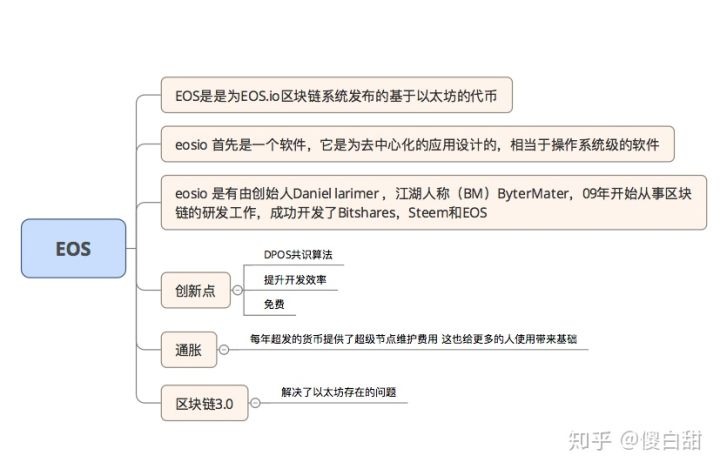 EOS是是为EOS.io区块链系统发布的基于以太坊的代币
eosio 首先是一个软件，它是为去中心化的应用设计的，相当于操作系统级的软件
eosio 是有由创始人Daniel larimer ，江湖人称（BM）ByterMater，09年开始从事区块
链的研发工作，成功开发了Bitshares，Steem和EOS
EOS
创新点
DPOS共识算法
提升开发效率
免费
通胀
每年超发的货币提供了超级节点维护费用 这也给更多的人使用带来基础
区块链3.0
解决了以太坊存在的问题
知乎 @傻白甜